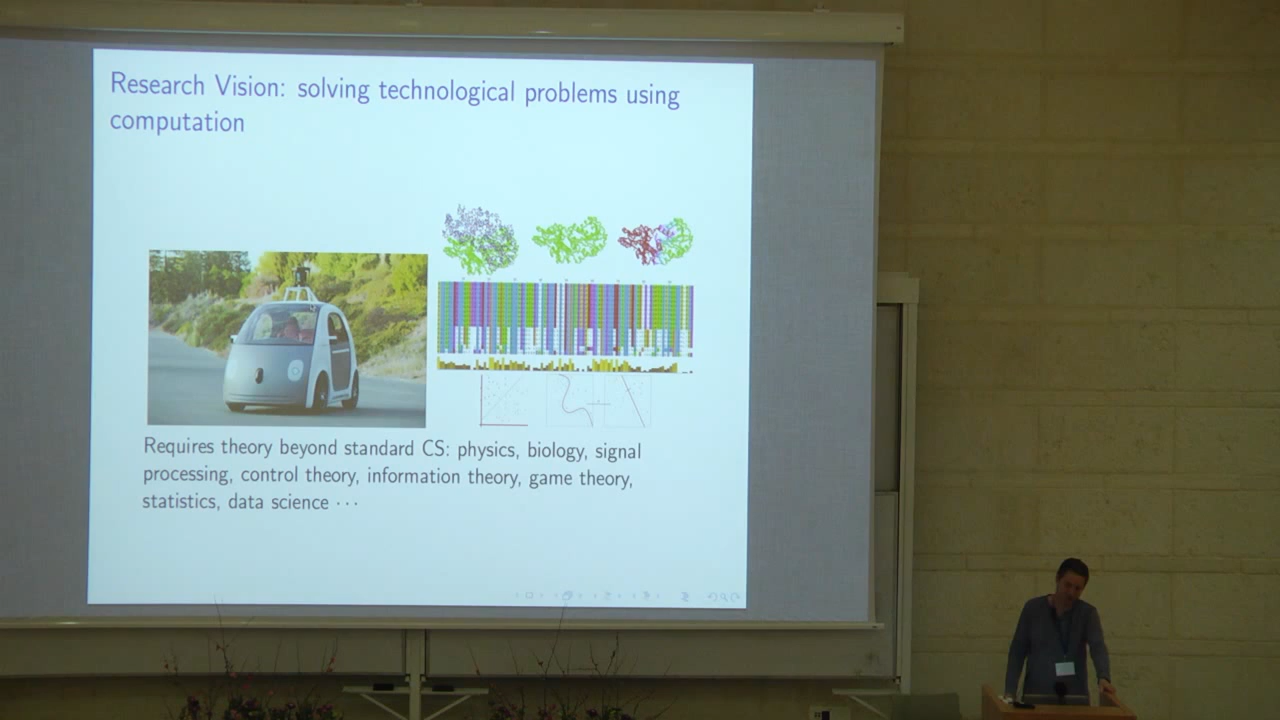 Research Vision: solving technological problems using
computation
Requires theory beyond standard CS: physics, biology, signal
processing, control theory, information theory, game theory,
statistics, data science · · ·